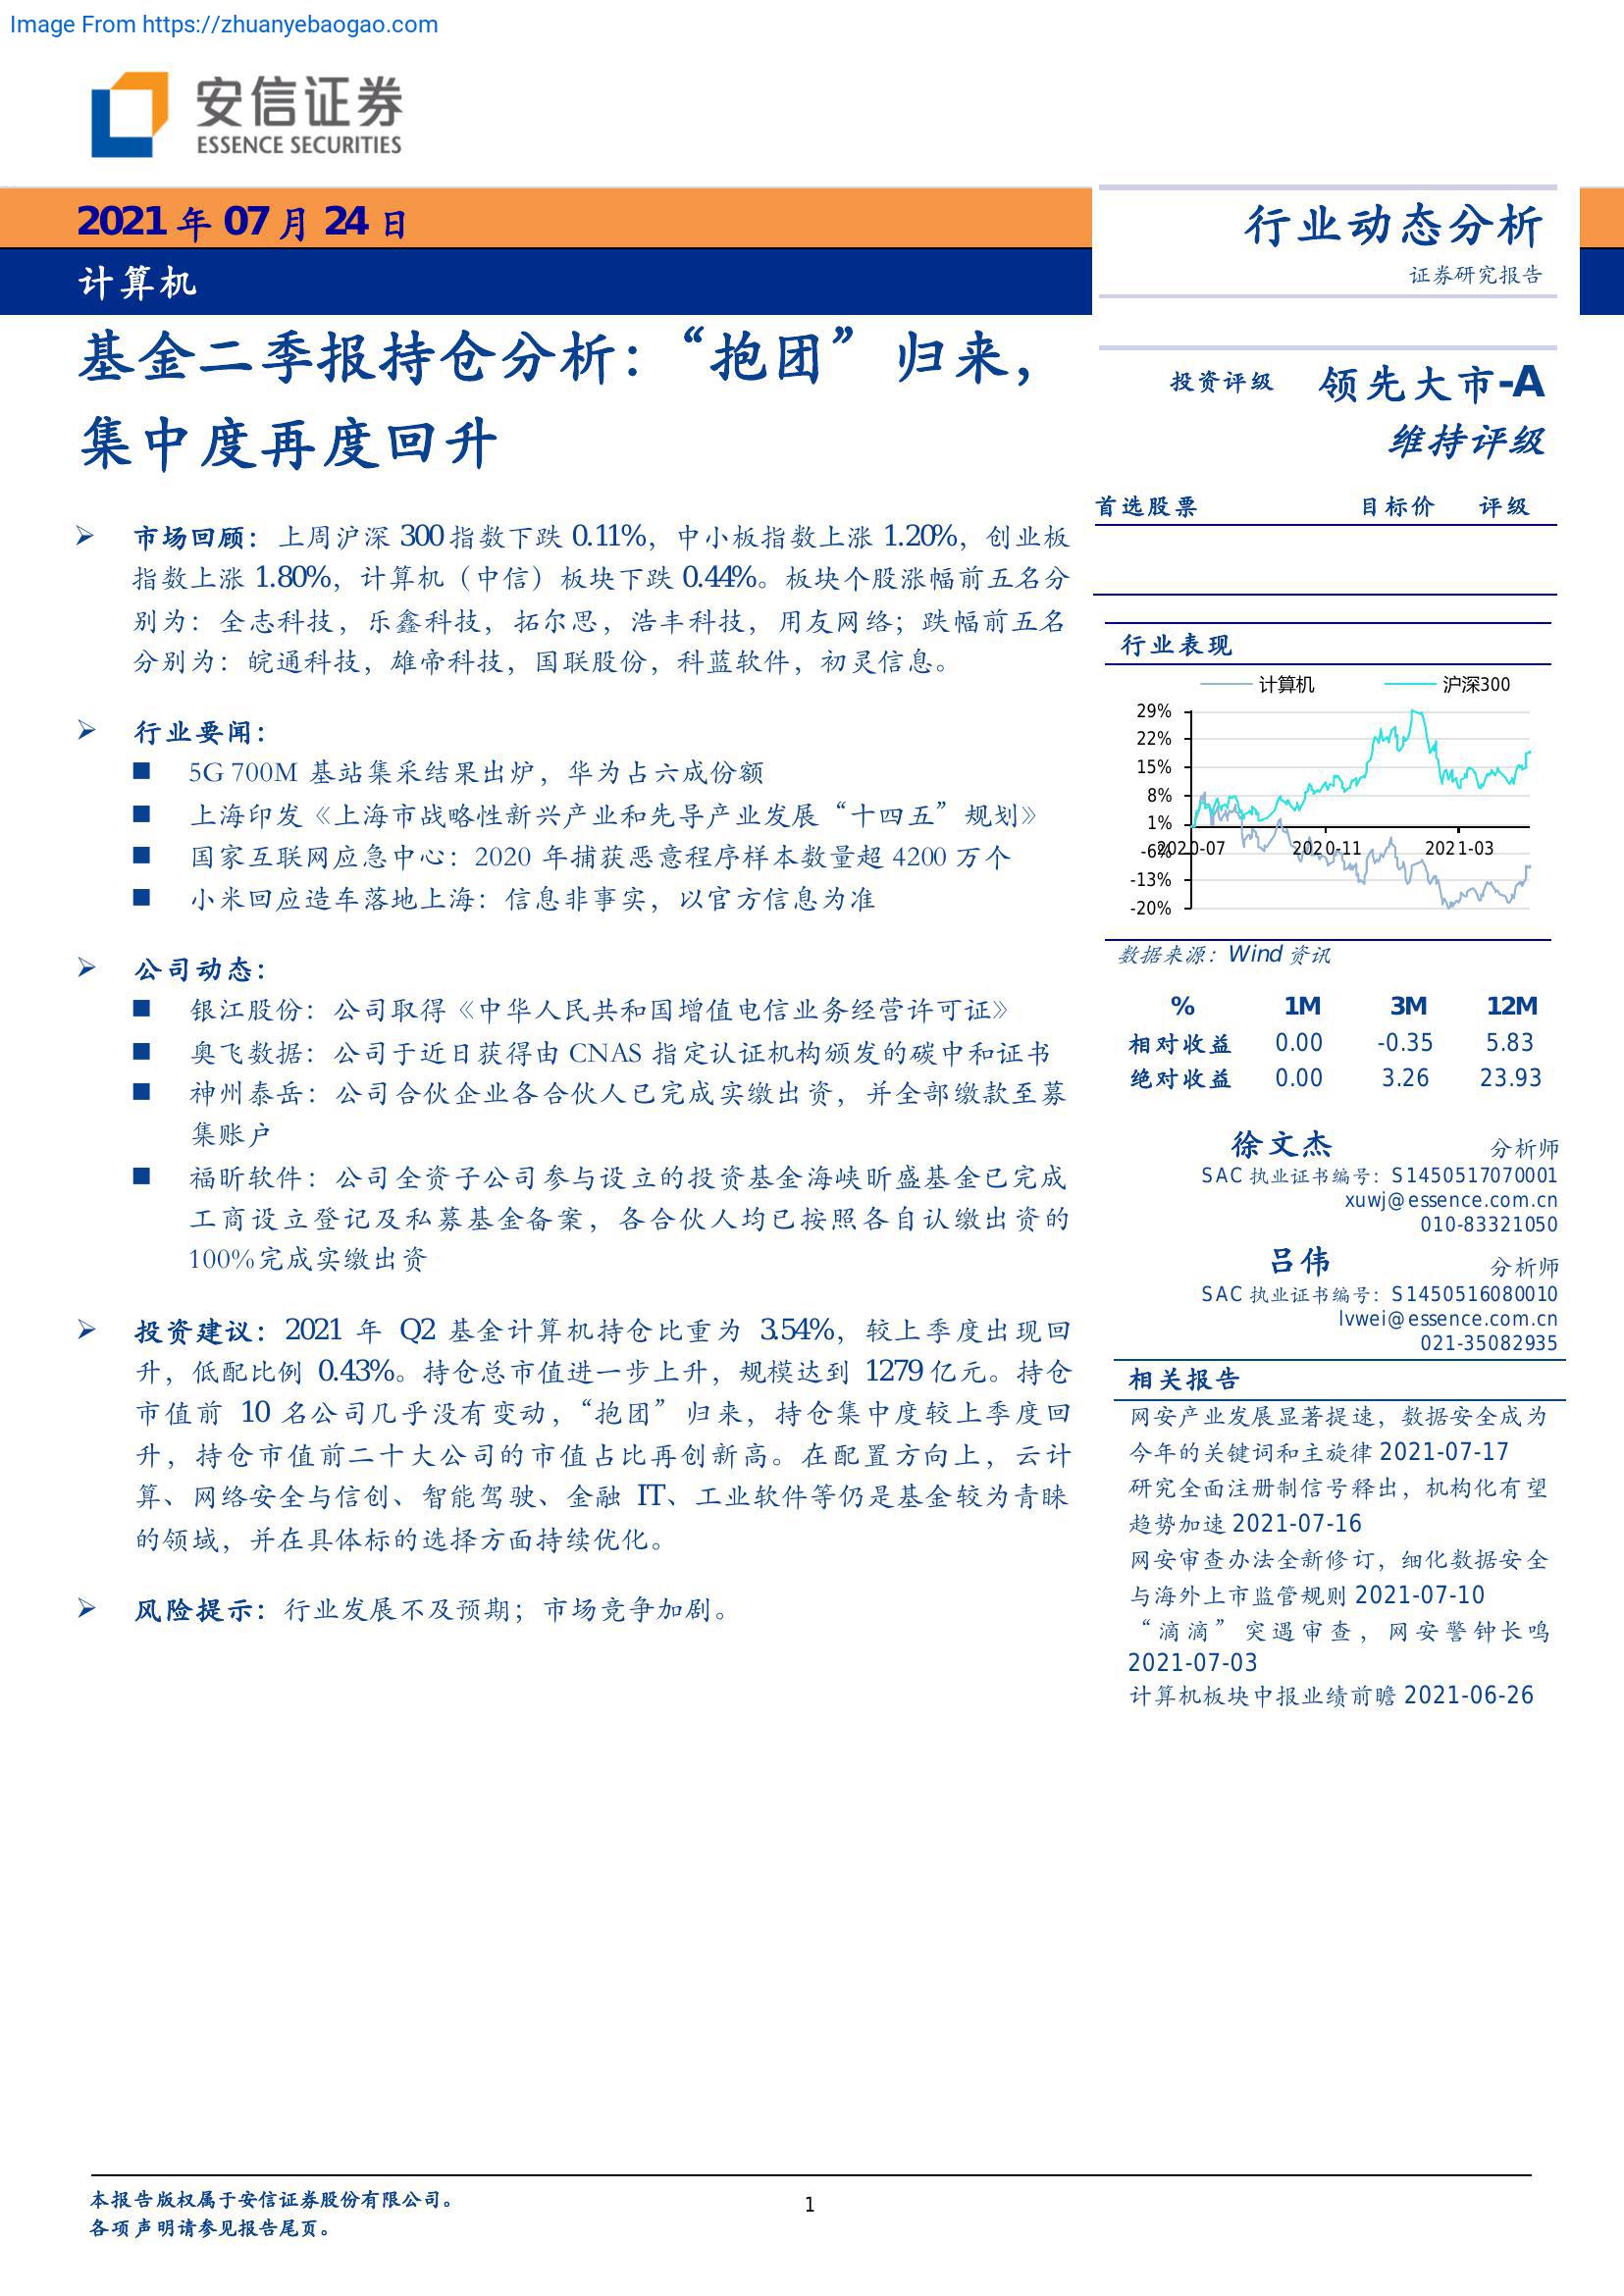 Image From https://zhuanyebaogao.com
安信证券
ESSENCE SECURITIES
2021 年 07 月 24 日
计算机
行业动态分析
证券研究报告
基金二季报持仓分析：“抱团”归来，
集中度再度回升
市场回顾：上周沪深 300 指数下跌 0.11%，中小板指数上涨 1.20%，创业板
指数上涨 1.80%，计算机（中信）板块下跌 0.44%。板块个股涨幅前五名分
别为：全志科技，乐鑫科技，拓尔思，浩丰科技，用友网络；跌幅前五名
分别为：皖通科技，雄帝科技，国联股份，科蓝软件，初灵信息。
行业要闻：
5G 700M 基站集采结果出炉，华为占六成份额
上海印发《上海市战略性新兴产业和先导产业发展“十四五”规划》
国家互联网应急中心：2020 年捕获恶意程序样本数量超 4200 万个
小米回应造车落地上海：信息非事实，以官方信息为准
公司动态：
银江股份：公司取得《中华人民共和国增值电信业务经营许可证》
奥飞数据：公司于近日获得由 CNAS 指定认证机构颁发的碳中和证书
神州泰岳：公司合伙企业各合伙人已完成实缴出资，并全部缴款至募
集账户
福昕软件：公司全资子公司参与设立的投资基金海峡昕盛基金已完成
工商设立登记及私募基金备案，各合伙人均已按照各自认缴出资的
100%完成实缴出资
投资建议：2021 年 Q2 基金计算机持仓比重为 3.54%，较上季度出现回
升，低配比例 0.43%。持仓总市值进一步上升，规模达到 1279 亿元。持仓
市值前 10 名公司几乎没有变动，“抱团”归来，持仓集中度较上季度回
升，持仓市值前二十大公司的市值占比再创新高。在配置方向上，云计
算、网络安全与信创、智能驾驶、金融 IT、工业软件等仍是基金较为青睐
的领域，并在具体标的选择方面持续优化。
风险提示：行业发展不及预期；市场竞争加剧。
投资评级 领先大市-A
维持评级
首选股票 目标价 评级
行业表现
计算机 沪深300
29%
22%
15%
8%
1%
-6%
-13%
-20%
2020-07 2020-11 2021-03
数据来源：Wind 资讯
% 1M 3M 12M
相对收益 0.00 -0.35 5.83
绝对收益 0.00 3.26 23.93
徐文杰 分析师
SAC 执业证书编号：S1450517070001
xuwj@essence.com.cn
010-83321050
吕伟 分析师
SAC 执业证书编号：S1450516080010
lvwei@essence.com.cn
021-35082935
相关报告
网安产业发展显著提速，数据安全成为
今年的关键词和主旋律 2021-07-17
研究全面注册制信号释出，机构化有望
趋势加速 2021-07-16
网安审查办法全新修订，细化数据安全
与海外上市监管规则 2021-07-10
“滴滴”突遇审查，网安警钟长鸣
2021-07-03
计算机板块中报业绩前瞻 2021-06-26
本报告版权属于安信证券股份有限公司。
各项声明请参见报告尾页。
1